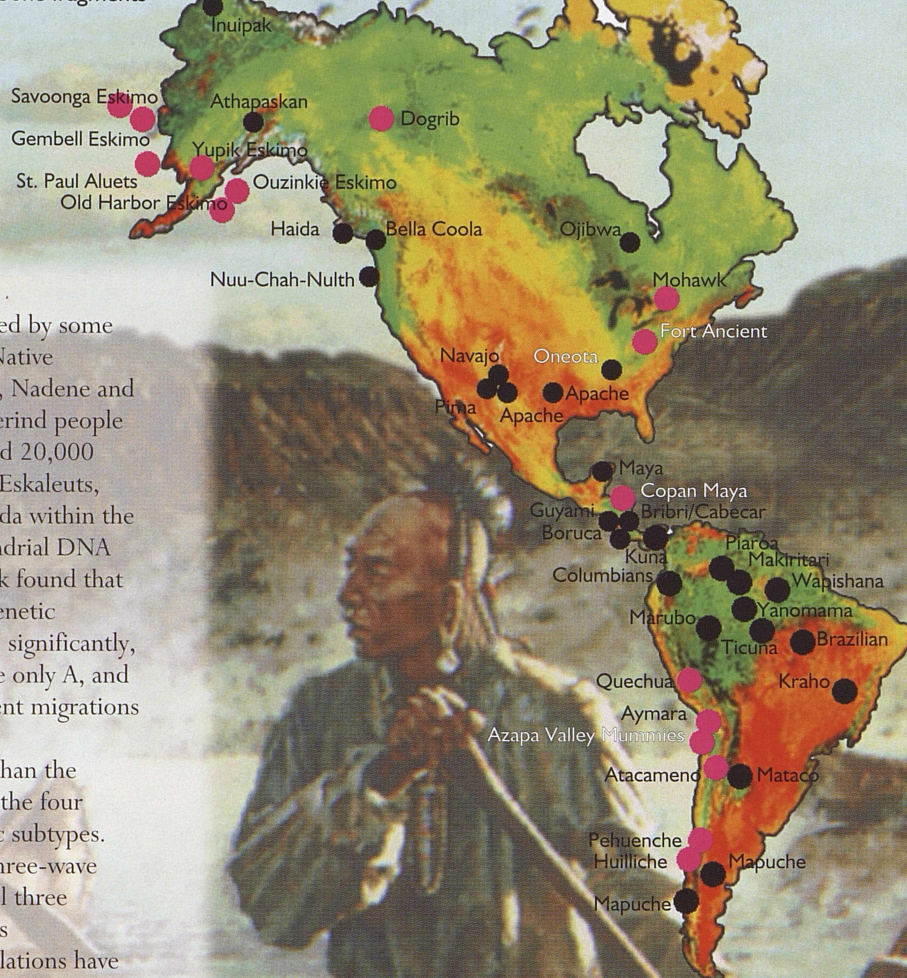 fragments
Inuipak
Savoonga Eskimo
Athapaskan
Dogrib
Gembell Eskimo
Yupik Eskimo
St. Paul Aluets
Ouzinkie Eskimo
Old Harbor Eskimo
Haida
Bella Coola
Ojibwa
Nuu-Chah-Nulth
Mohawk
Fort Ancient
Navajo
Oneota
Apache
Pima
Apache
Maya
Copan Maya
Guyami
Bribri/Cabecar
Boruca
Kuna
Piaroa
Makiritari
Columbians
Wapishana
Marubo
Yanomama
Ticuna
Brazilian
Quechua
Kraho
Aymara
Azapa Valley Mummies
Atacameno
Mataco
Pehuenche
Huilliche
Mapuche
Mapuche
ed by some
Native
, Nadene and
erind people
d 20,000
Eskaleuts,
da within the
ndrial DNA
k found that
enetic
significantly,
e only A, and
ent migrations
than the
the four
c subtypes.
hree-wave
l three
s
lations have